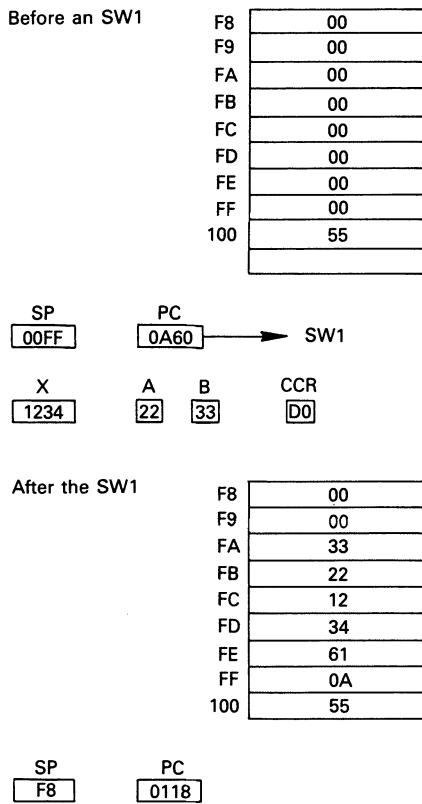 Before an SW1
F8 00
F9 00
FA 00
FB 00
FC 00
FD 00
FE 00
FF 00
100 55
SP PC
00FF 0A60 SW1
X A B CCR
1234 22 33 D0
After the SW1
F8 00
F9 00
FA 33
FB 22
FC 12
FD 34
FE 61
FF 0A
100 55
SP PC
F8 0118